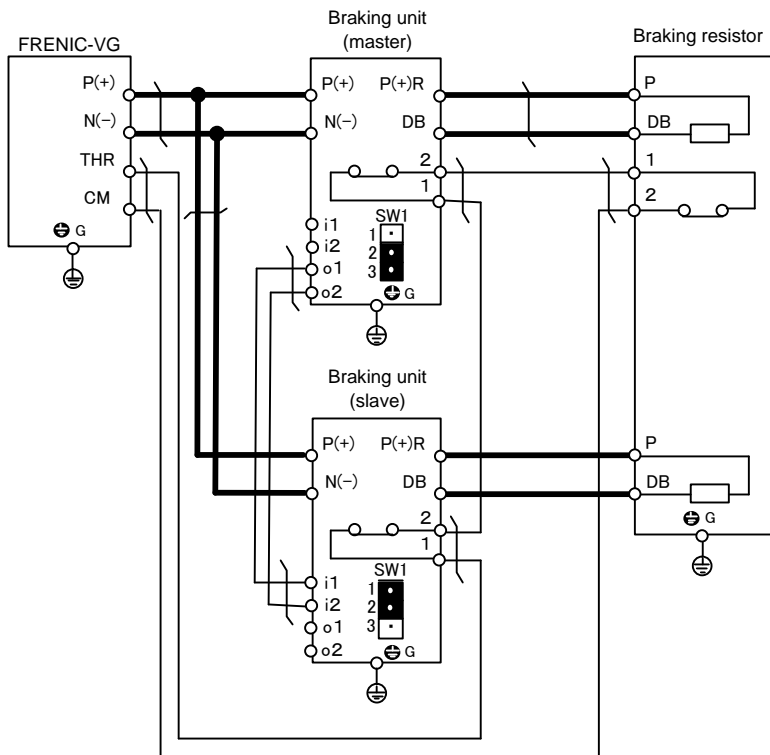 FRENIC-VG
P(+)
N(−)
THR
CM
G
Braking unit
(master)
P(+)
P(+)R
N(−)
DB
2
1
i1
i2
o1
o2
SW1
1
2
3
G
Braking resistor
P
DB
1
2
Braking unit
(slave)
P(+)
P(+)R
N(−)
DB
2
1
i1
i2
o1
o2
SW1
1
2
3
G
P
DB
G